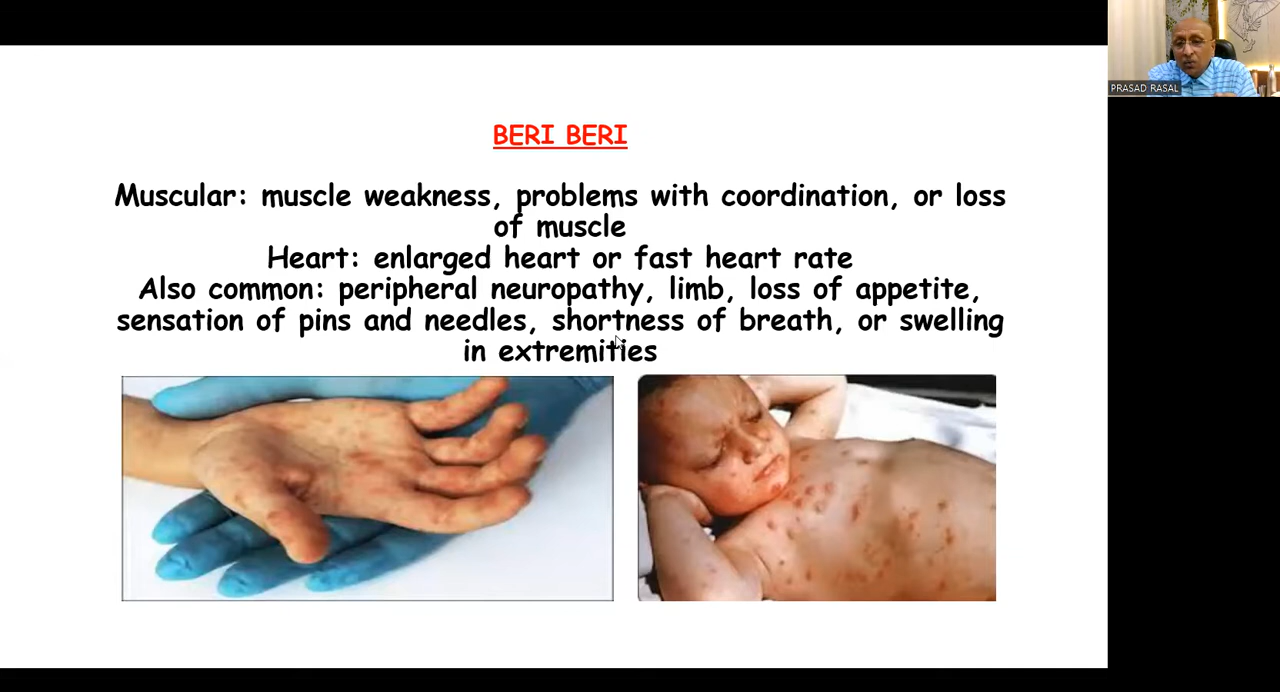 BERI BERI
Muscular: muscle weakness, problems with coordination, or loss
of muscle
Heart: enlarged heart or fast heart rate
Also common: peripheral neuropathy, limb, loss of appetite,
sensation of pins and needles, shortness of breath, or swelling
in extremities
PRASAD RASAL